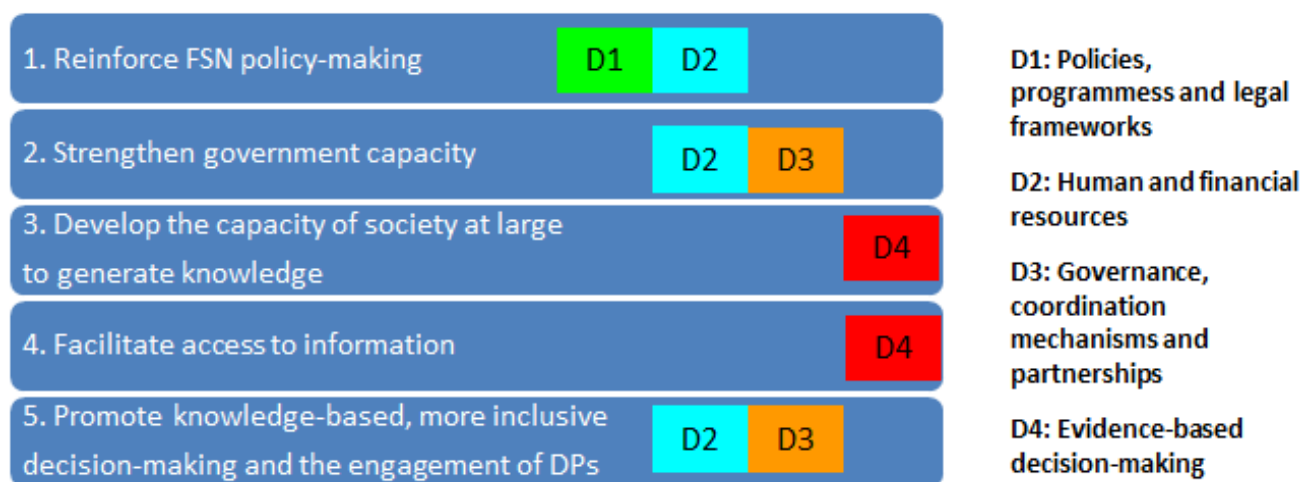 1. Reinforce FSN policy-making
D1
D2
2. Strengthen government capacity
D2
D3
3. Develop the capacity of society at large
to generate knowledge
D4
4. Facilitate access to information
D4
5. Promote knowledge-based, more inclusive
decision-making and the engagement of DPs
D2
D3
D1: Policies,
programmess and legal
frameworks
D2: Human and financial
resources
D3: Governance,
coordination
mechanisms and
partnerships
D4: Evidence-based
decision-making